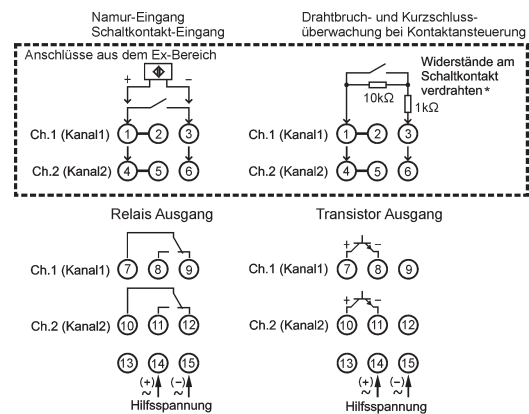 Namur-Eingang
Schaltkontakt-Eingang
Drahtbruch- und Kurzschluss-
überwachung bei Kontaktansteuerung
Anschlüsse aus dem Ex-Bereich
+ −
Widerstände am
Schaltkontakt
verdrahten *
10kΩ
1kΩ
Ch.1 (Kanal1) 1 2 3
Ch.1 (Kanal1) 1 2 3
Ch.2 (Kanal2) 4 5 6
Ch.2 (Kanal2) 4 5 6
Relais Ausgang
Transistor Ausgang
Ch.1 (Kanal1) 7 8 9
+ −
Ch.1 (Kanal1) 7 8 9
Ch.2 (Kanal2) 10 11 12
+ −
Ch.2 (Kanal2) 10 11 12
13 14 15
13 14 15
(+) (−)
~ ~
(+) (−)
~ ~
Hilfsspannung
Hilfsspannung